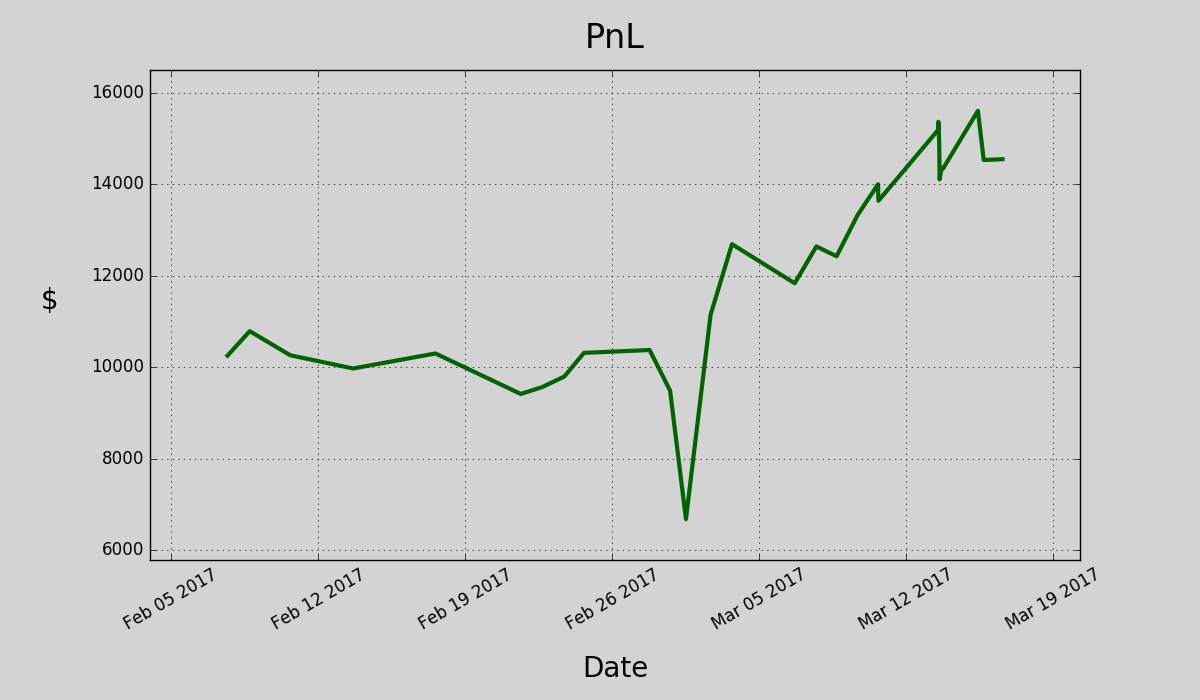 PnL
16000
14000
12000
$
10000
8000
6000
Feb 05 2017
Feb 12 2017
Feb 19 2017
Feb 26 2017
Mar 05 2017
Mar 12 2017
Mar 19 2017
Date